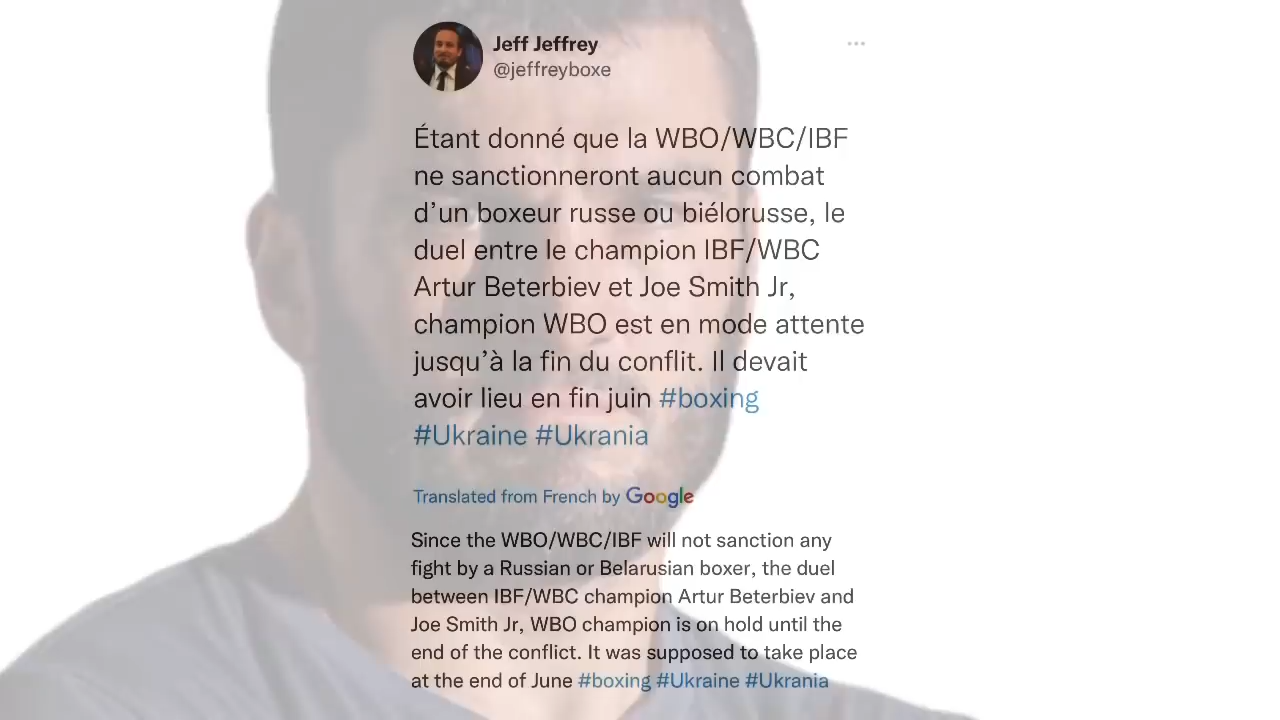 Jeff Jeffrey
@jeffreyboxe
Étant donné que la WBO/WBC/IBF
ne sanctionneront aucun combat
d’un boxeur russe ou biélorusse, le
duel entre le champion IBF/WBC
Artur Beterbiev et Joe Smith Jr,
champion WBO est en mode attente
jusqu’à la fin du conflit. Il devait
avoir lieu en fin juin #boxing
#Ukraine #Ukrania
Translated from French by Google
Since the WBO/WBC/IBF will not sanction any
fight by a Russian or Belarusian boxer, the duel
between IBF/WBC champion Artur Beterbiev and
Joe Smith Jr, WBO champion is on hold until the
end of the conflict. It was supposed to take place
at the end of June #boxing #Ukraine #Ukrania